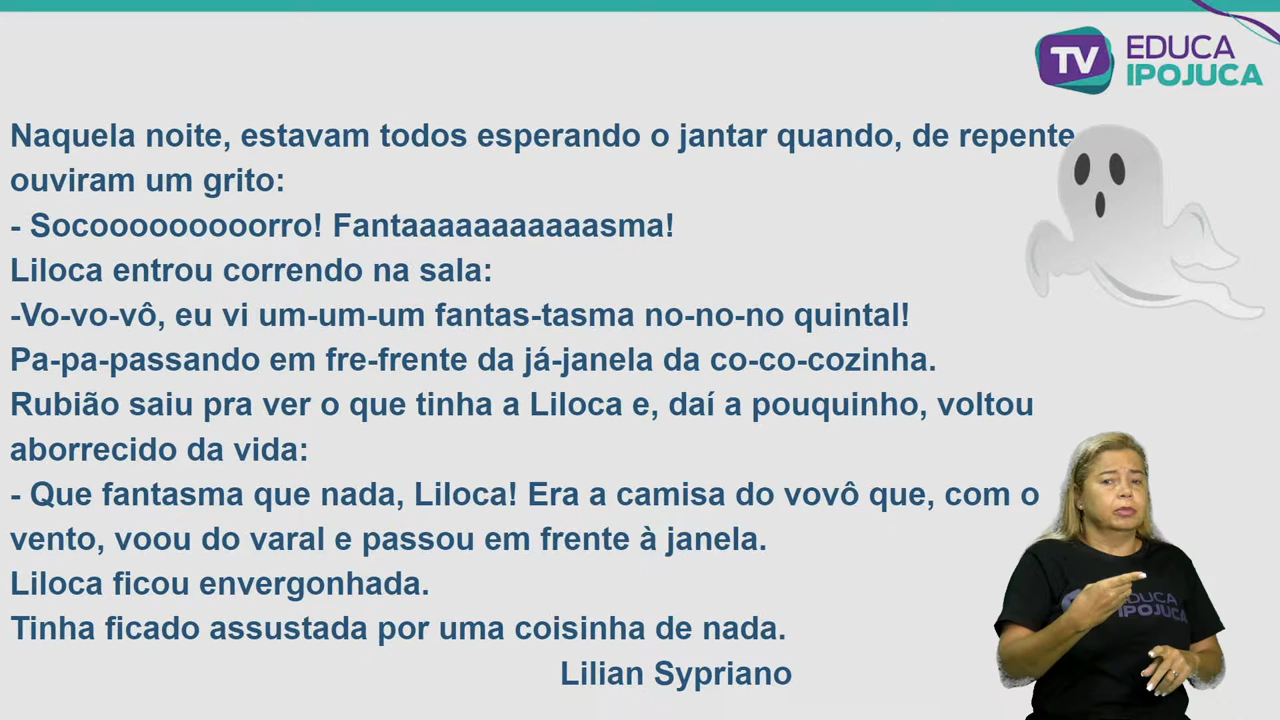 TV EDUCA
IPOJUCA
Naquela noite, estavam todos esperando o jantar quando, de repente
ouviram um grito:
- Socooooooooorro! Fantaaaaaaaaaaasma!
Liloca entrou correndo na sala:
-Vo-vo-vô, eu vi um-um-um fantas-tasma no-no-no quintal!
Pa-pa-passando em fre-frente da já-janela da co-co-cozinha.
Rubião saiu pra ver o que tinha a Liloca e, daí a pouquinho, voltou
aborrecido da vida:
- Que fantasma que nada, Liloca! Era a camisa do vovô que, com o
vento, voou do varal e passou em frente à janela.
Liloca ficou envergonhada.
Tinha ficado assustada por uma coisinha de nada.
Lilian Sypriano
EDUCA
IPOJUCA